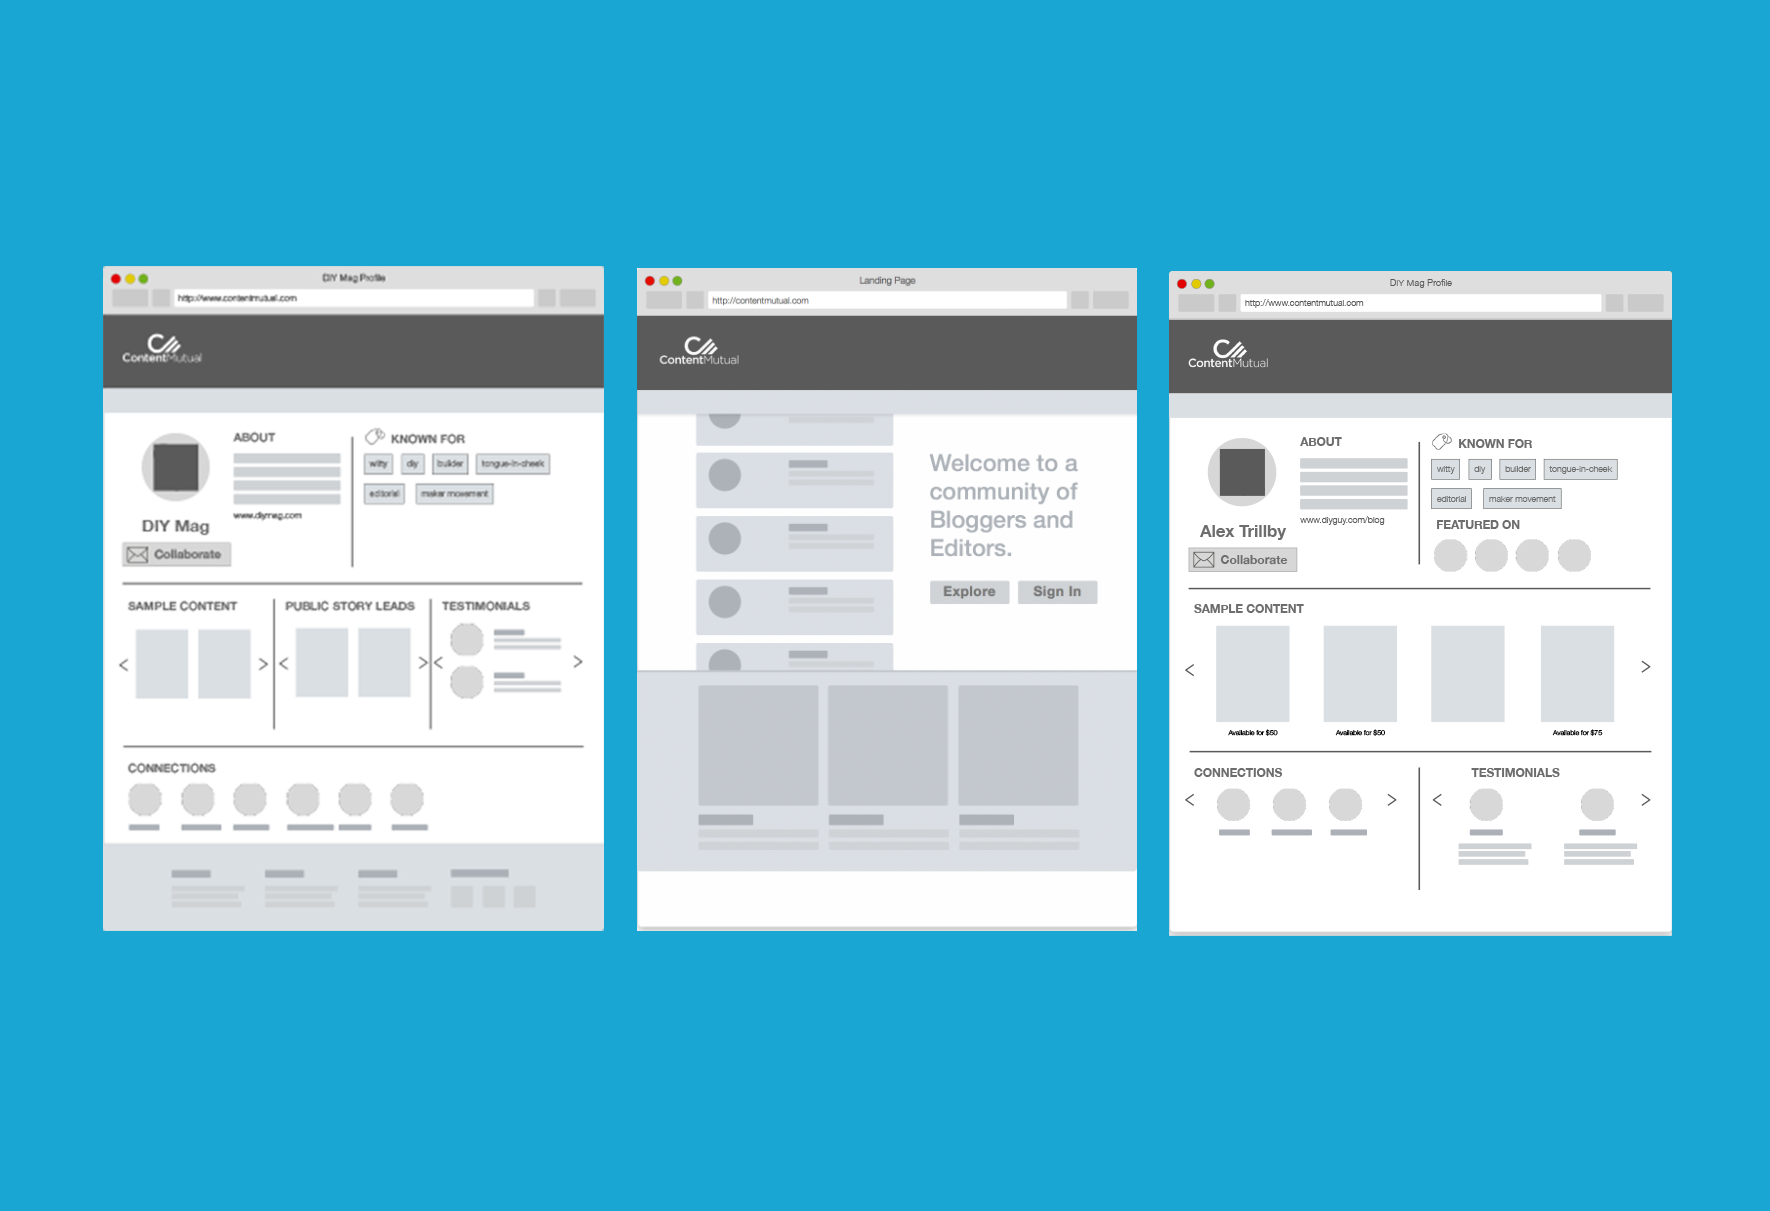 DIY Mag Profile
http://www.contentmutual.com
ContentMutual
ABOUT
www.diymag.com
DIY Mag
Collaborate
KNOWN FOR
witty diy builder tongue-in-cheek
editorial maker movement
SAMPLE CONTENT
PUBLIC STORY LEADS
TESTIMONIALS
CONNECTIONS
Landing Page
http://contentmutual.com
ContentMutual
Welcome to a
community of
Bloggers and
Editors.
Explore Sign In
DIY Mag Profile
http://www.contentmutual.com
ContentMutual
ABOUT
www.diyguy.com/blog
Alex Trillby
Collaborate
KNOWN FOR
witty diy builder tongue-in-cheek
editorial maker movement
FEATURED ON
SAMPLE CONTENT
Available for $50 Available for $50 Available for $75
CONNECTIONS
TESTIMONIALS